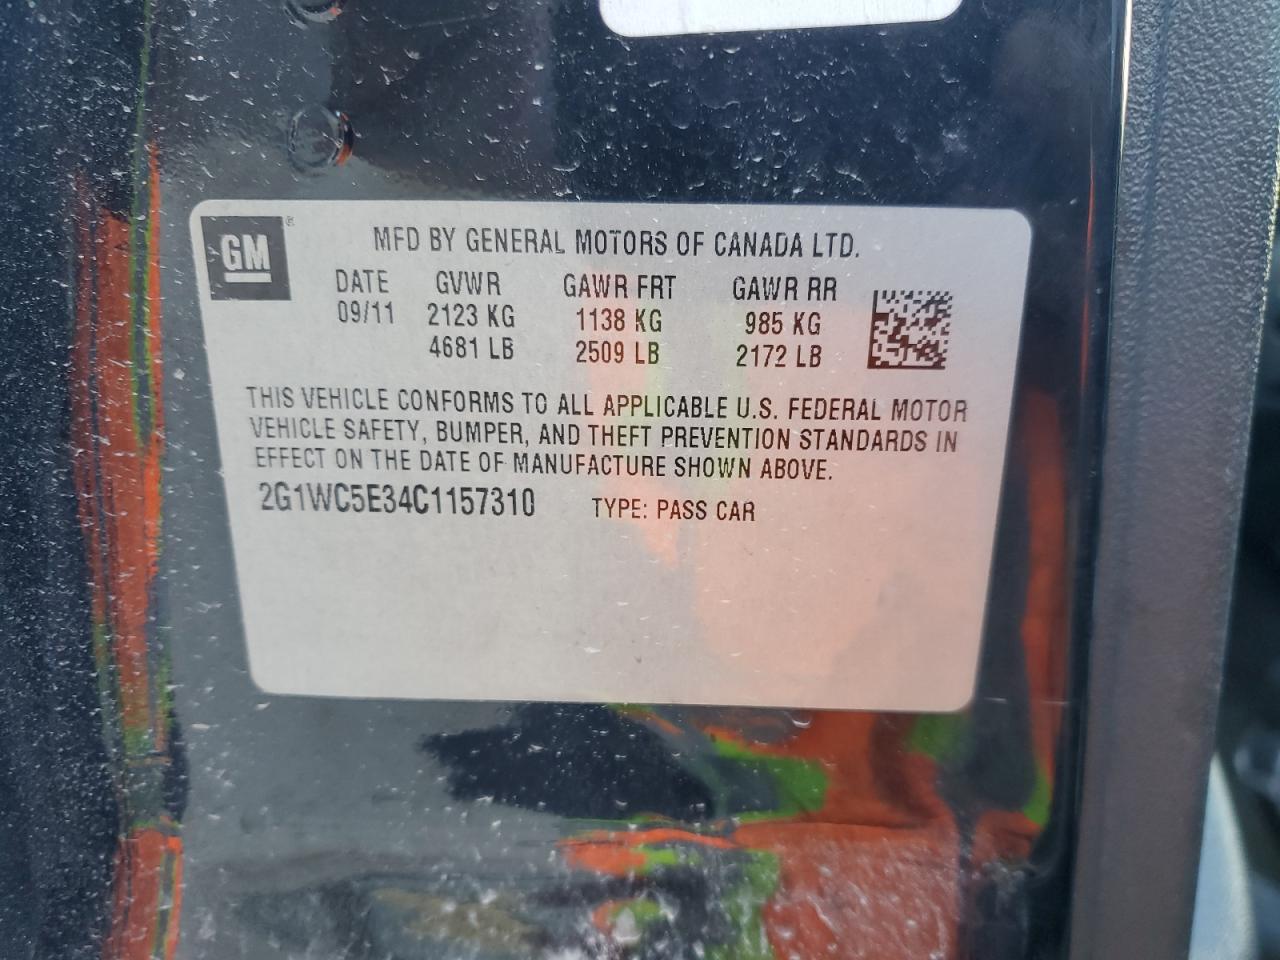 GM®
MFD BY GENERAL MOTORS OF CANADA LTD.
DATE GVWR GAWR FRT GAWR RR
09/11 2123 KG 1138 KG 985 KG
4681 LB 2509 LB 2172 LB
THIS VEHICLE CONFORMS TO ALL APPLICABLE U.S. FEDERAL MOTOR
VEHICLE SAFETY, BUMPER, AND THEFT PREVENTION STANDARDS IN
EFFECT ON THE DATE OF MANUFACTURE SHOWN ABOVE.
2G1WC5E34C1157310 TYPE: PASS CAR